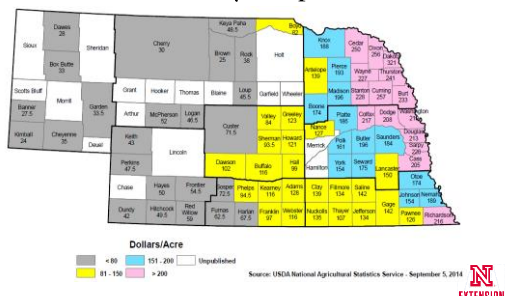 Dawes
28
Sioux
Sheridan
Box Butte
33
Scotts Bluff
Morrill
Garden
33.5
Banner
27.5
Kimball
24
Cheyenne
35
Deuel
Cherry
30
Keya Paha
46.5
Boyd
82
Brown
25
Rock
36
Holt
Grant
Hooker
Thomas
Blaine
Loup
45.5
Garfield
Wheeler
Arthur
McPherson
52
Logan
46.5
Custer
71.5
Valley
84
Greeley
123
Sherman
93.5
Howard
121
Keith
43
Lincoln
Perkins
47.5
Dawson
102
Buffalo
116
Hall
99
Chase
Hayes
50
Frontier
54.5
Gosper
72.5
Phelps
94.5
Kearney
116
Adams
128
Dundy
42
Hitchcock
49.5
Red
Willow
59
Furnas
62.5
Harlan
67.5
Franklin
97
Webster
116
Knox
188
Cedar
250
Dixon
Dakota
321
Antelope
139
Pierce
193
Wayne
227
Thurston
241
Madison
196
Stanton
228
Cuming
257
Burt
233
Boone
174
Platte
195
Colfax
217
Dodge
208
Washington
Nance
127
Merrick
Polk
161
Butler
196
Saunders
184
Douglas
213
Sarpy
Cass
205
Hamilton
York
154
Seward
175
Lancaster
150
Otoe
174
Clay
139
Fillmore
134
Saline
142
Gage
142
Johnson
154
Nemaha
Nuckolls
135
Thayer
107
Jefferson
134
Pawnee
126
Richardson
216
Dollars/Acre
< 80
151 - 200
Unpublished
81 - 150
> 200
Source: USDA National Agricultural Statistics Service - September 5, 2014
N
EXTENSION